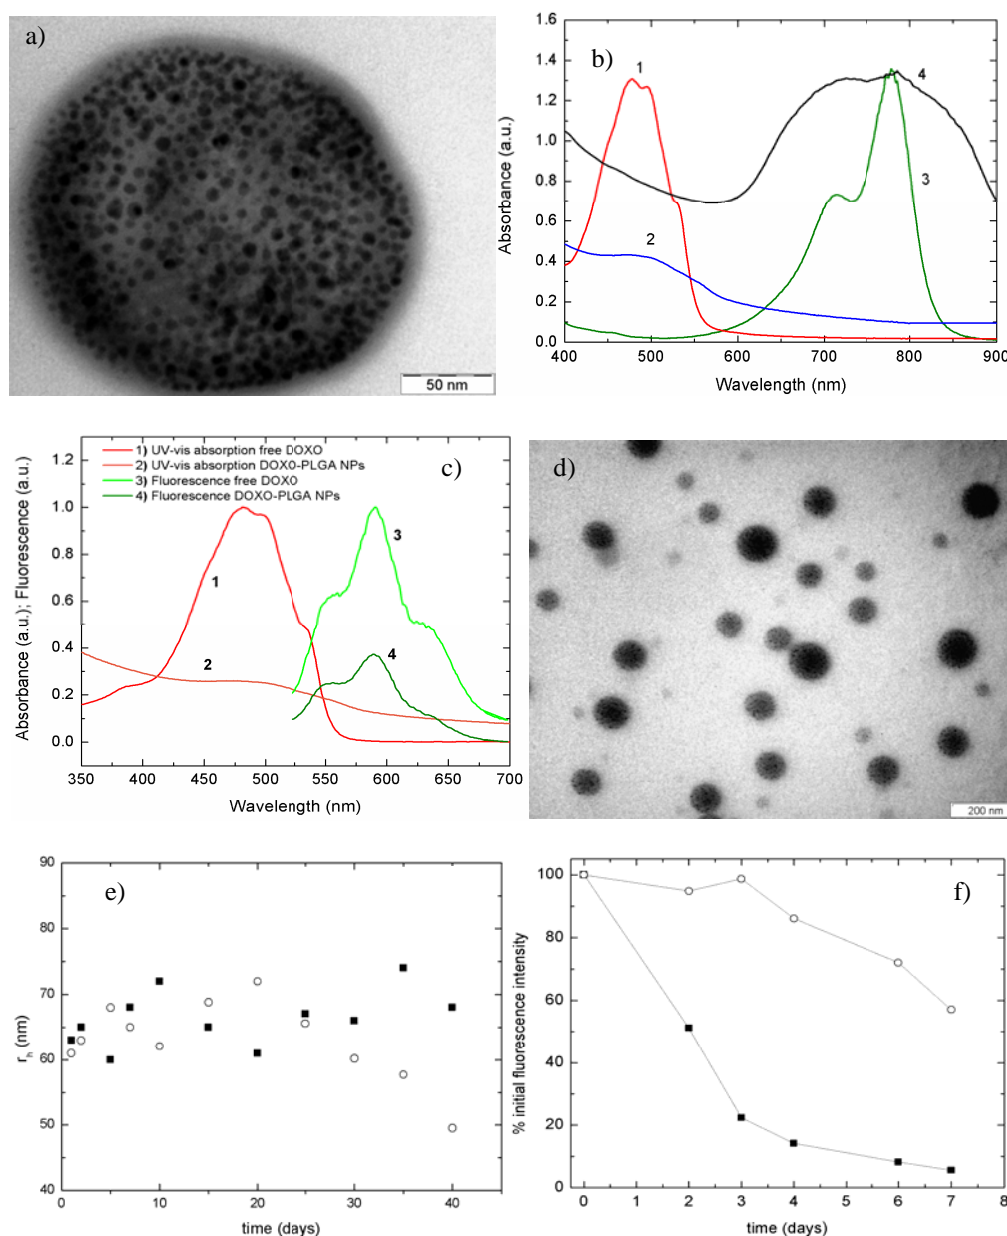 a)
50 nm
b)
1.6
1.4
1.2
1.0
0.8
0.6
0.4
0.2
0.0
Absorbance (a.u.)
1
2
3
4
400 500 600 700 800 900
Wavelength (nm)
c)
1) UV-vis absorption free DOXO
2) UV-vis absorption DOX0-PLGA NPs
3) Fluorescence free DOX0
4) Fluorescence DOXO-PLGA NPs
1.2
1.0
0.8
0.6
0.4
0.2
0.0
Absorbance (a.u.); Fluorescence (a.u.)
1
2
3
4
350 400 450 500 550 600 650 700
Wavelength (nm)
d)
200 nm
e)
90
80
70
60
50
40
r_h (nm)
0 10 20 30 40
time (days)
f)
100
80
60
40
20
0
% initial fluorescence intensity
0 1 2 3 4 5 6 7 8
time (days)